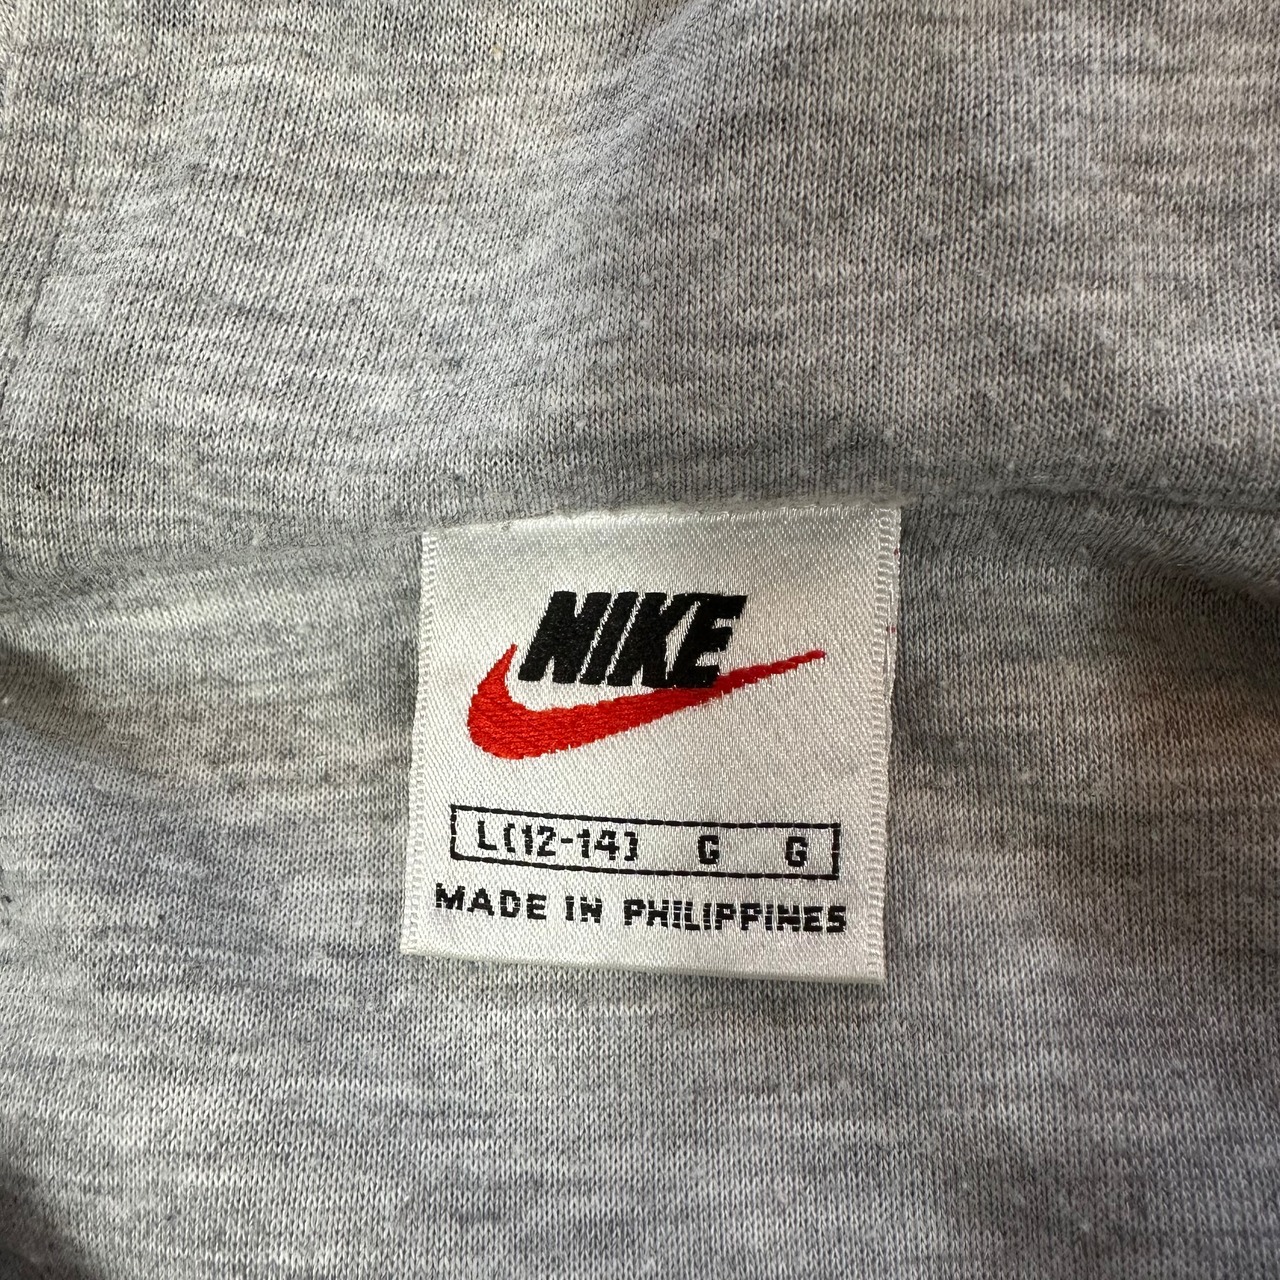 NIKE
L(12-14) G G
MADE IN PHILIPPINES